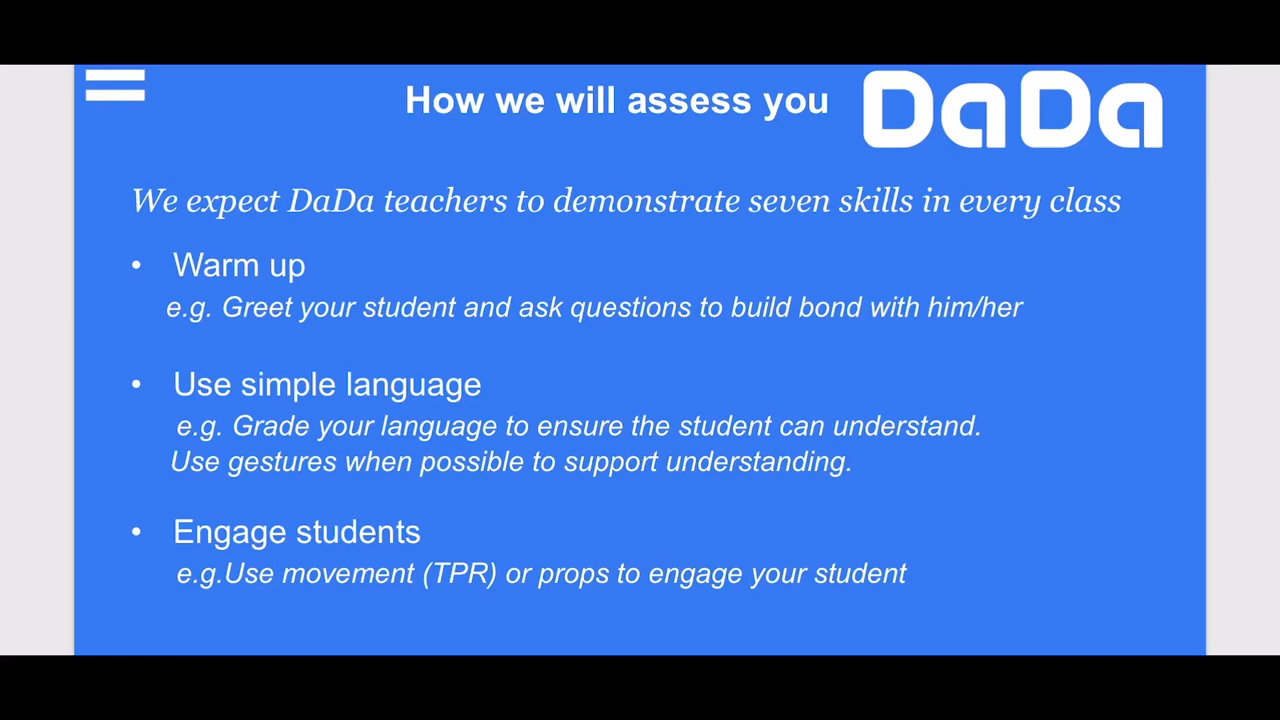 How we will assess you
DaDa
We expect DaDa teachers to demonstrate seven skills in every class
• Warm up
e.g. Greet your student and ask questions to build bond with him/her
• Use simple language
e.g. Grade your language to ensure the student can understand.
Use gestures when possible to support understanding.
• Engage students
e.g.Use movement (TPR) or props to engage your student